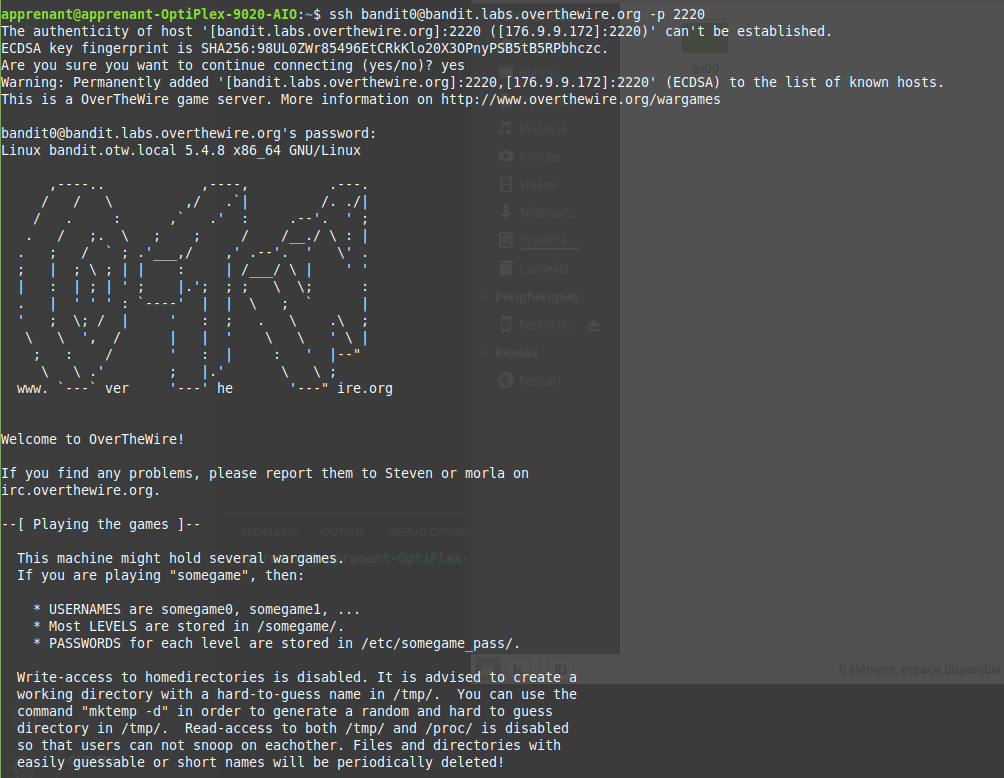 apprenant@apprenant-OptiPlex-9020-AIO:~$ ssh bandit0@bandit.labs.overthewire.org -p 2220
The authenticity of host '[bandit.labs.overthewire.org]:2220 ([176.9.9.172]:2220)' can't be established.
ECDSA key fingerprint is SHA256:98UL0ZWr85496EtCRkKlo20X3OPnyPSB5tB5RPbhczc.
Are you sure you want to continue connecting (yes/no)? yes
Warning: Permanently added '[bandit.labs.overthewire.org]:2220,[176.9.9.172]:2220' (ECDSA) to the list of known hosts.
This is a OverTheWire game server. More information on http://www.overthewire.org/wargames
bandit0@bandit.labs.overthewire.org's password:
Linux bandit.otw.local 5.4.8 x86_64 GNU/Linux
www. ver he ire.org
Welcome to OverTheWire!
If you find any problems, please report them to Steven or morla on
irc.overthewire.org.
--[ Playing the games ]--
This machine might hold several wargames.
If you are playing "somegame", then:
* USERNAMES are somegame0, somegame1, ...
* Most LEVELS are stored in /somegame/.
* PASSWORDS for each level are stored in /etc/somegame_pass/.
Write-access to homedirectories is disabled. It is advised to create a
working directory with a hard-to-guess name in /tmp/.  You can use the
command "mktemp -d" in order to generate a random and hard to guess
directory in /tmp/.  Read-access to both /tmp/ and /proc/ is disabled
so that users can not snoop on eachother. Files and directories with
easily guessable or short names will be periodically deleted!
ex00
Musique
Images
Vidéos
Téléchar...
Système ...
Corbeille
Périphériques
Redmi N...
Réseau
Réseau
PROBLEMS OUTPUT DEBUG CONSOL
prenant-OptiPlex-
0 élément, espace disponible